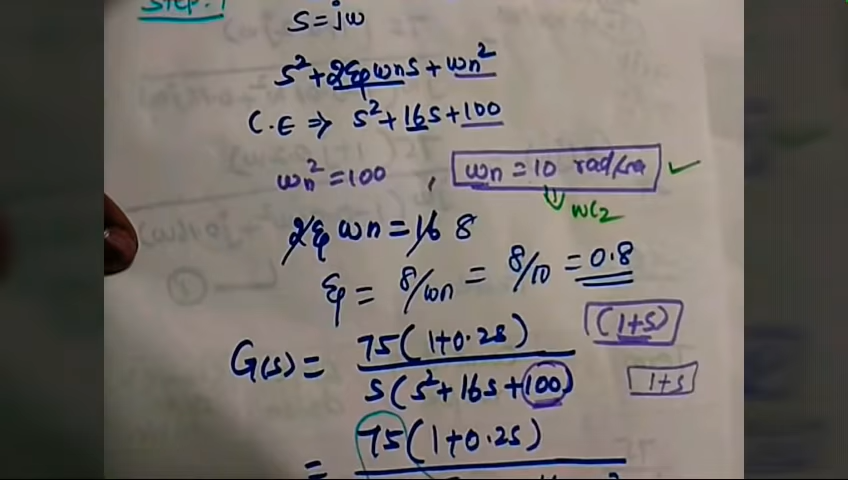 Step: 1
S = jω
s² + 2ξωns + ωn²
C.E ⇒ s² + 16s + 100
ωn² = 100 , ωn = 10 rad/sec ✓
ωc2
2ξωn = 16 8
ξ = 8/ωn = 8/10 = 0.8
(1+s)
G(s) = 75(1+0.2s)
s(s²+16s+100)
1+s
= 75(1+0.2s)